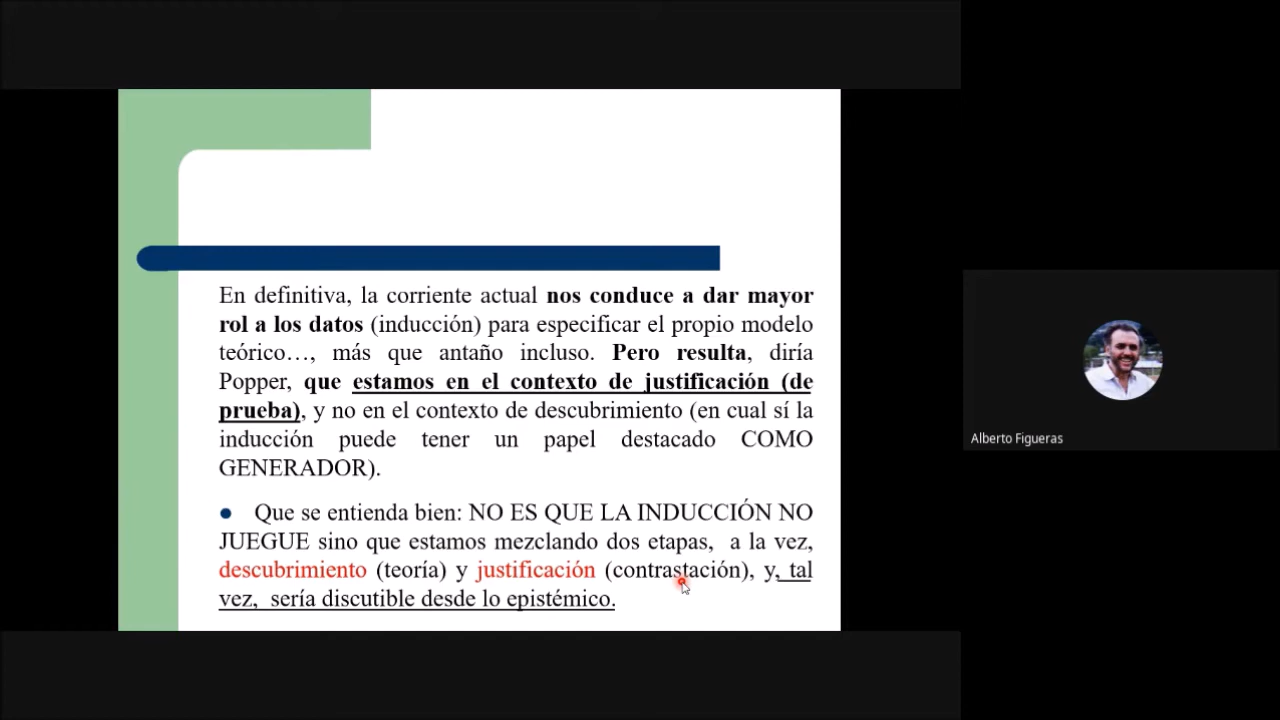 En definitiva, la corriente actual nos conduce a dar mayor
rol a los datos (inducción) para especificar el propio modelo
teórico…, más que antaño incluso. Pero resulta, diría
Popper, que estamos en el contexto de justificación (de
prueba), y no en el contexto de descubrimiento (en cual sí la
inducción puede tener un papel destacado COMO
GENERADOR).
● Que se entienda bien: NO ES QUE LA INDUCCIÓN NO
JUEGUE sino que estamos mezclando dos etapas, a la vez,
descubrimiento (teoría) y justificación (contrastación), y, tal
vez, sería discutible desde lo epistémico.
Alberto Figueras